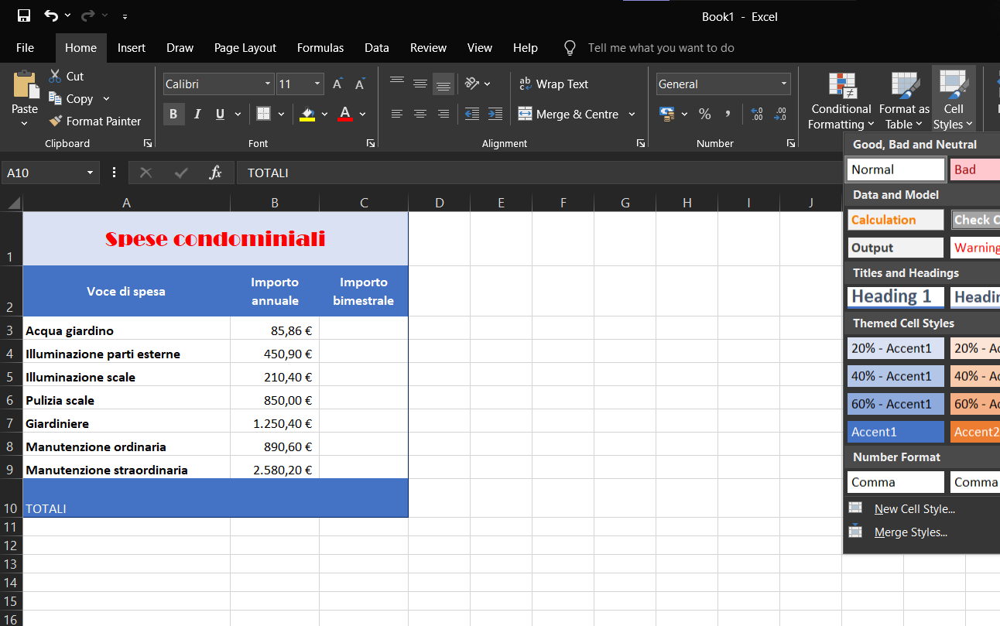 Book1 - Excel
File Home Insert Draw Page Layout Formulas Data Review View Help Tell me what you want to do
Paste
Cut
Copy
Format Painter
Clipboard
Calibri 11
B I U A
Font
ab Wrap Text
Merge & Centre
Alignment
General
% , .00 .00
Number
Conditional Formatting
Format as Table
Cell Styles
A10 fx TOTALI
A B C D E F G H I J
1 Spese condominiali
2 Voce di spesa Importo annuale Importo bimestrale
3 Acqua giardino 85,86 €
4 Illuminazione parti esterne 450,90 €
5 Illuminazione scale 210,40 €
6 Pulizia scale 850,00 €
7 Giardiniere 1.250,40 €
8 Manutenzione ordinaria 890,60 €
9 Manutenzione straordinaria 2.580,20 €
10 TOTALI
11
12
13
14
15
16
Good, Bad and Neutral
Normal Bad
Data and Model
Calculation Check C
Output Warning
Titles and Headings
Heading 1 Headin
Themed Cell Styles
20% - Accent1 20% - Ac
40% - Accent1 40% - Ac
60% - Accent1 60% - Ac
Accent1 Accent2
Number Format
Comma Comma
New Cell Style...
Merge Styles...